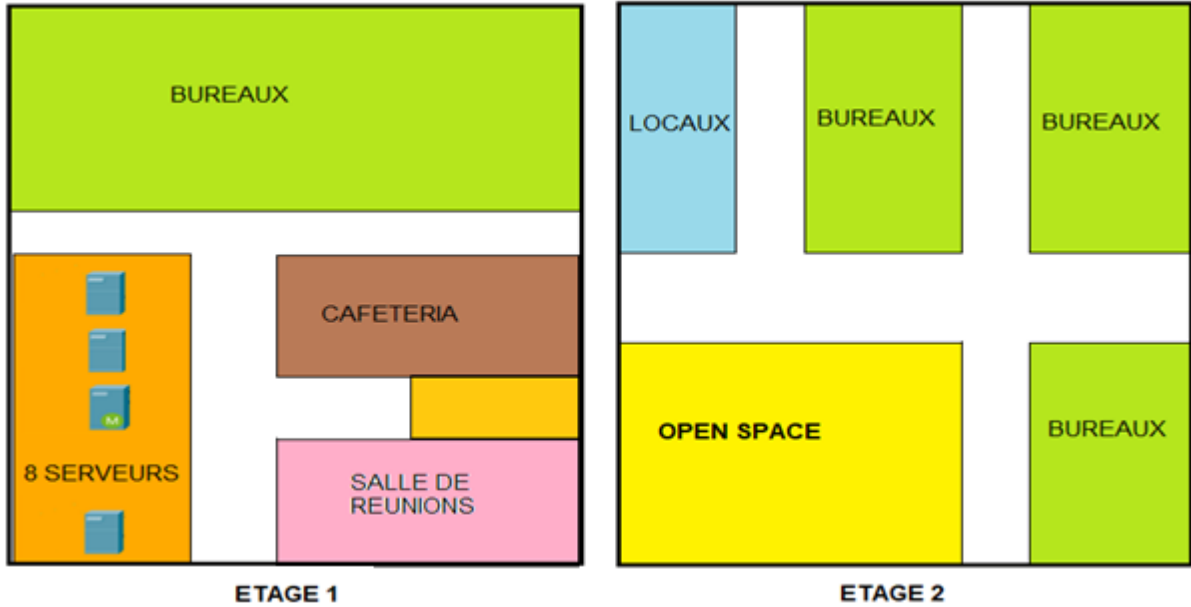 BUREAUX
CAFETERIA
M
8 SERVEURS
SALLE DE
REUNIONS
ETAGE 1
LOCAUX
BUREAUX
BUREAUX
OPEN SPACE
BUREAUX
ETAGE 2